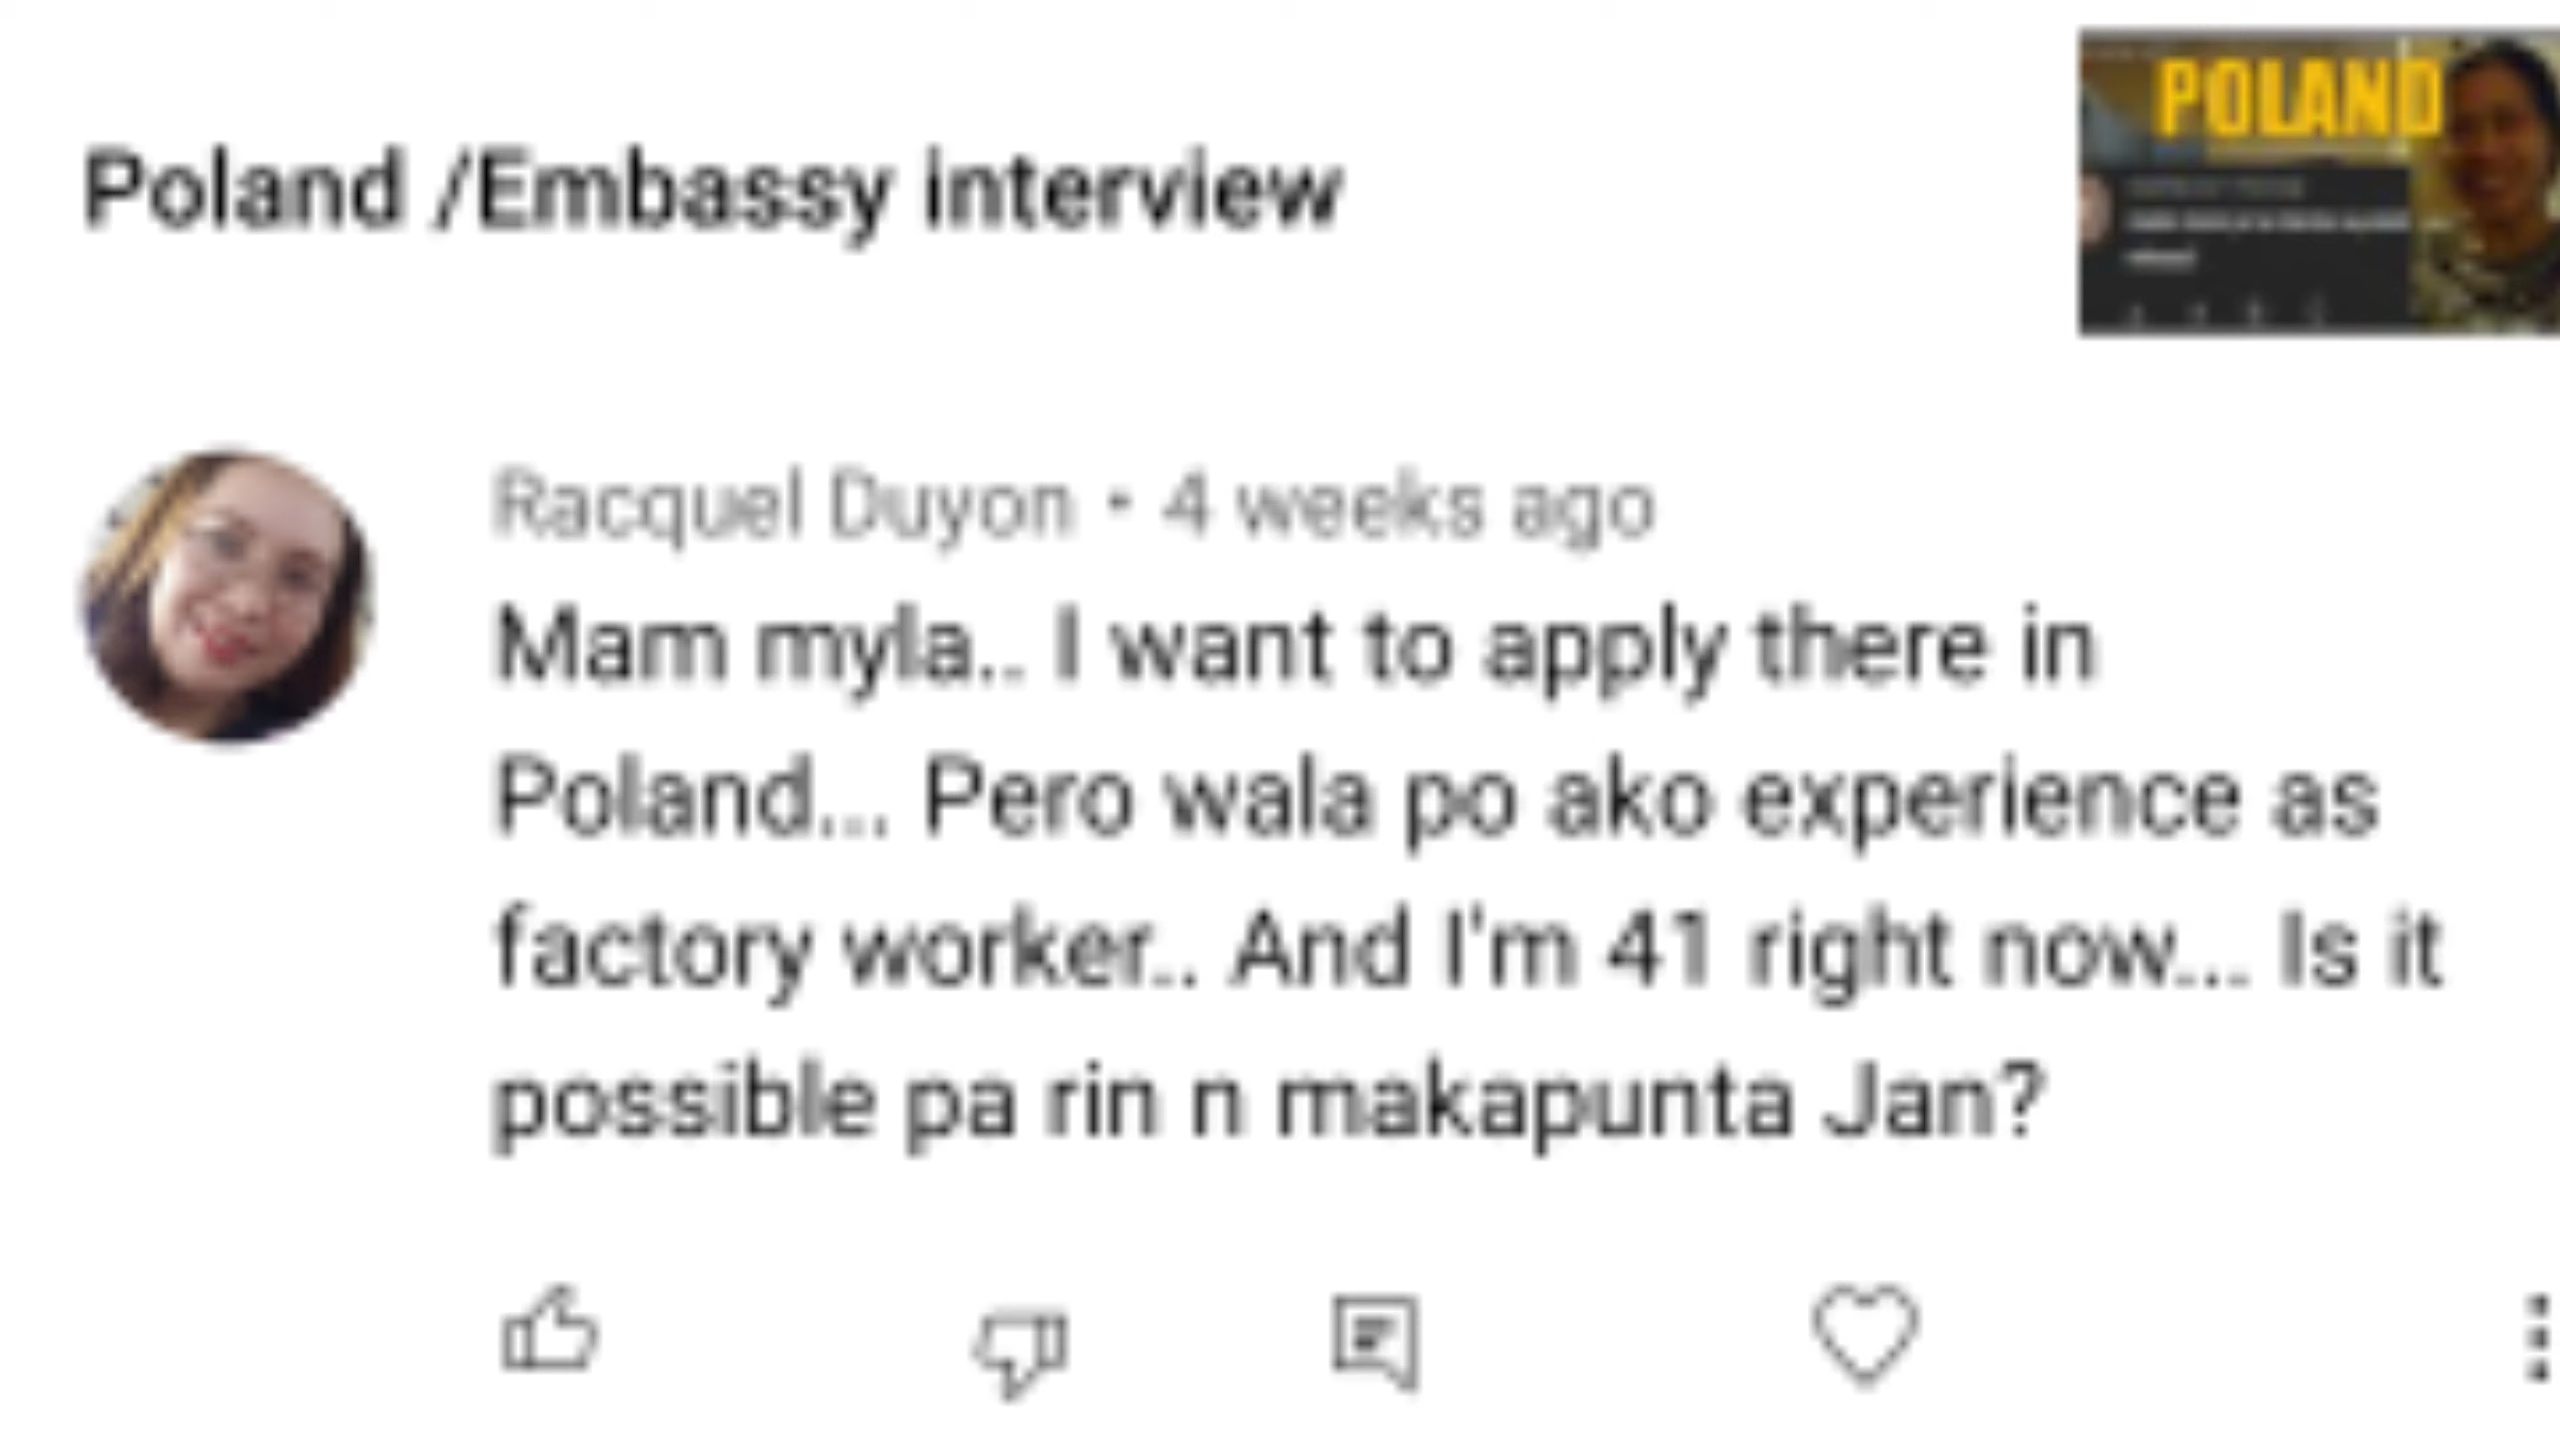 POLAND
Poland /Embassy interview
Racquel Duyon • 4 weeks ago
Mam myla.. I want to apply there in
Poland... Pero wala po ako experience as
factory worker.. And I'm 41 right now... Is it
possible pa rin n makapunta Jan?